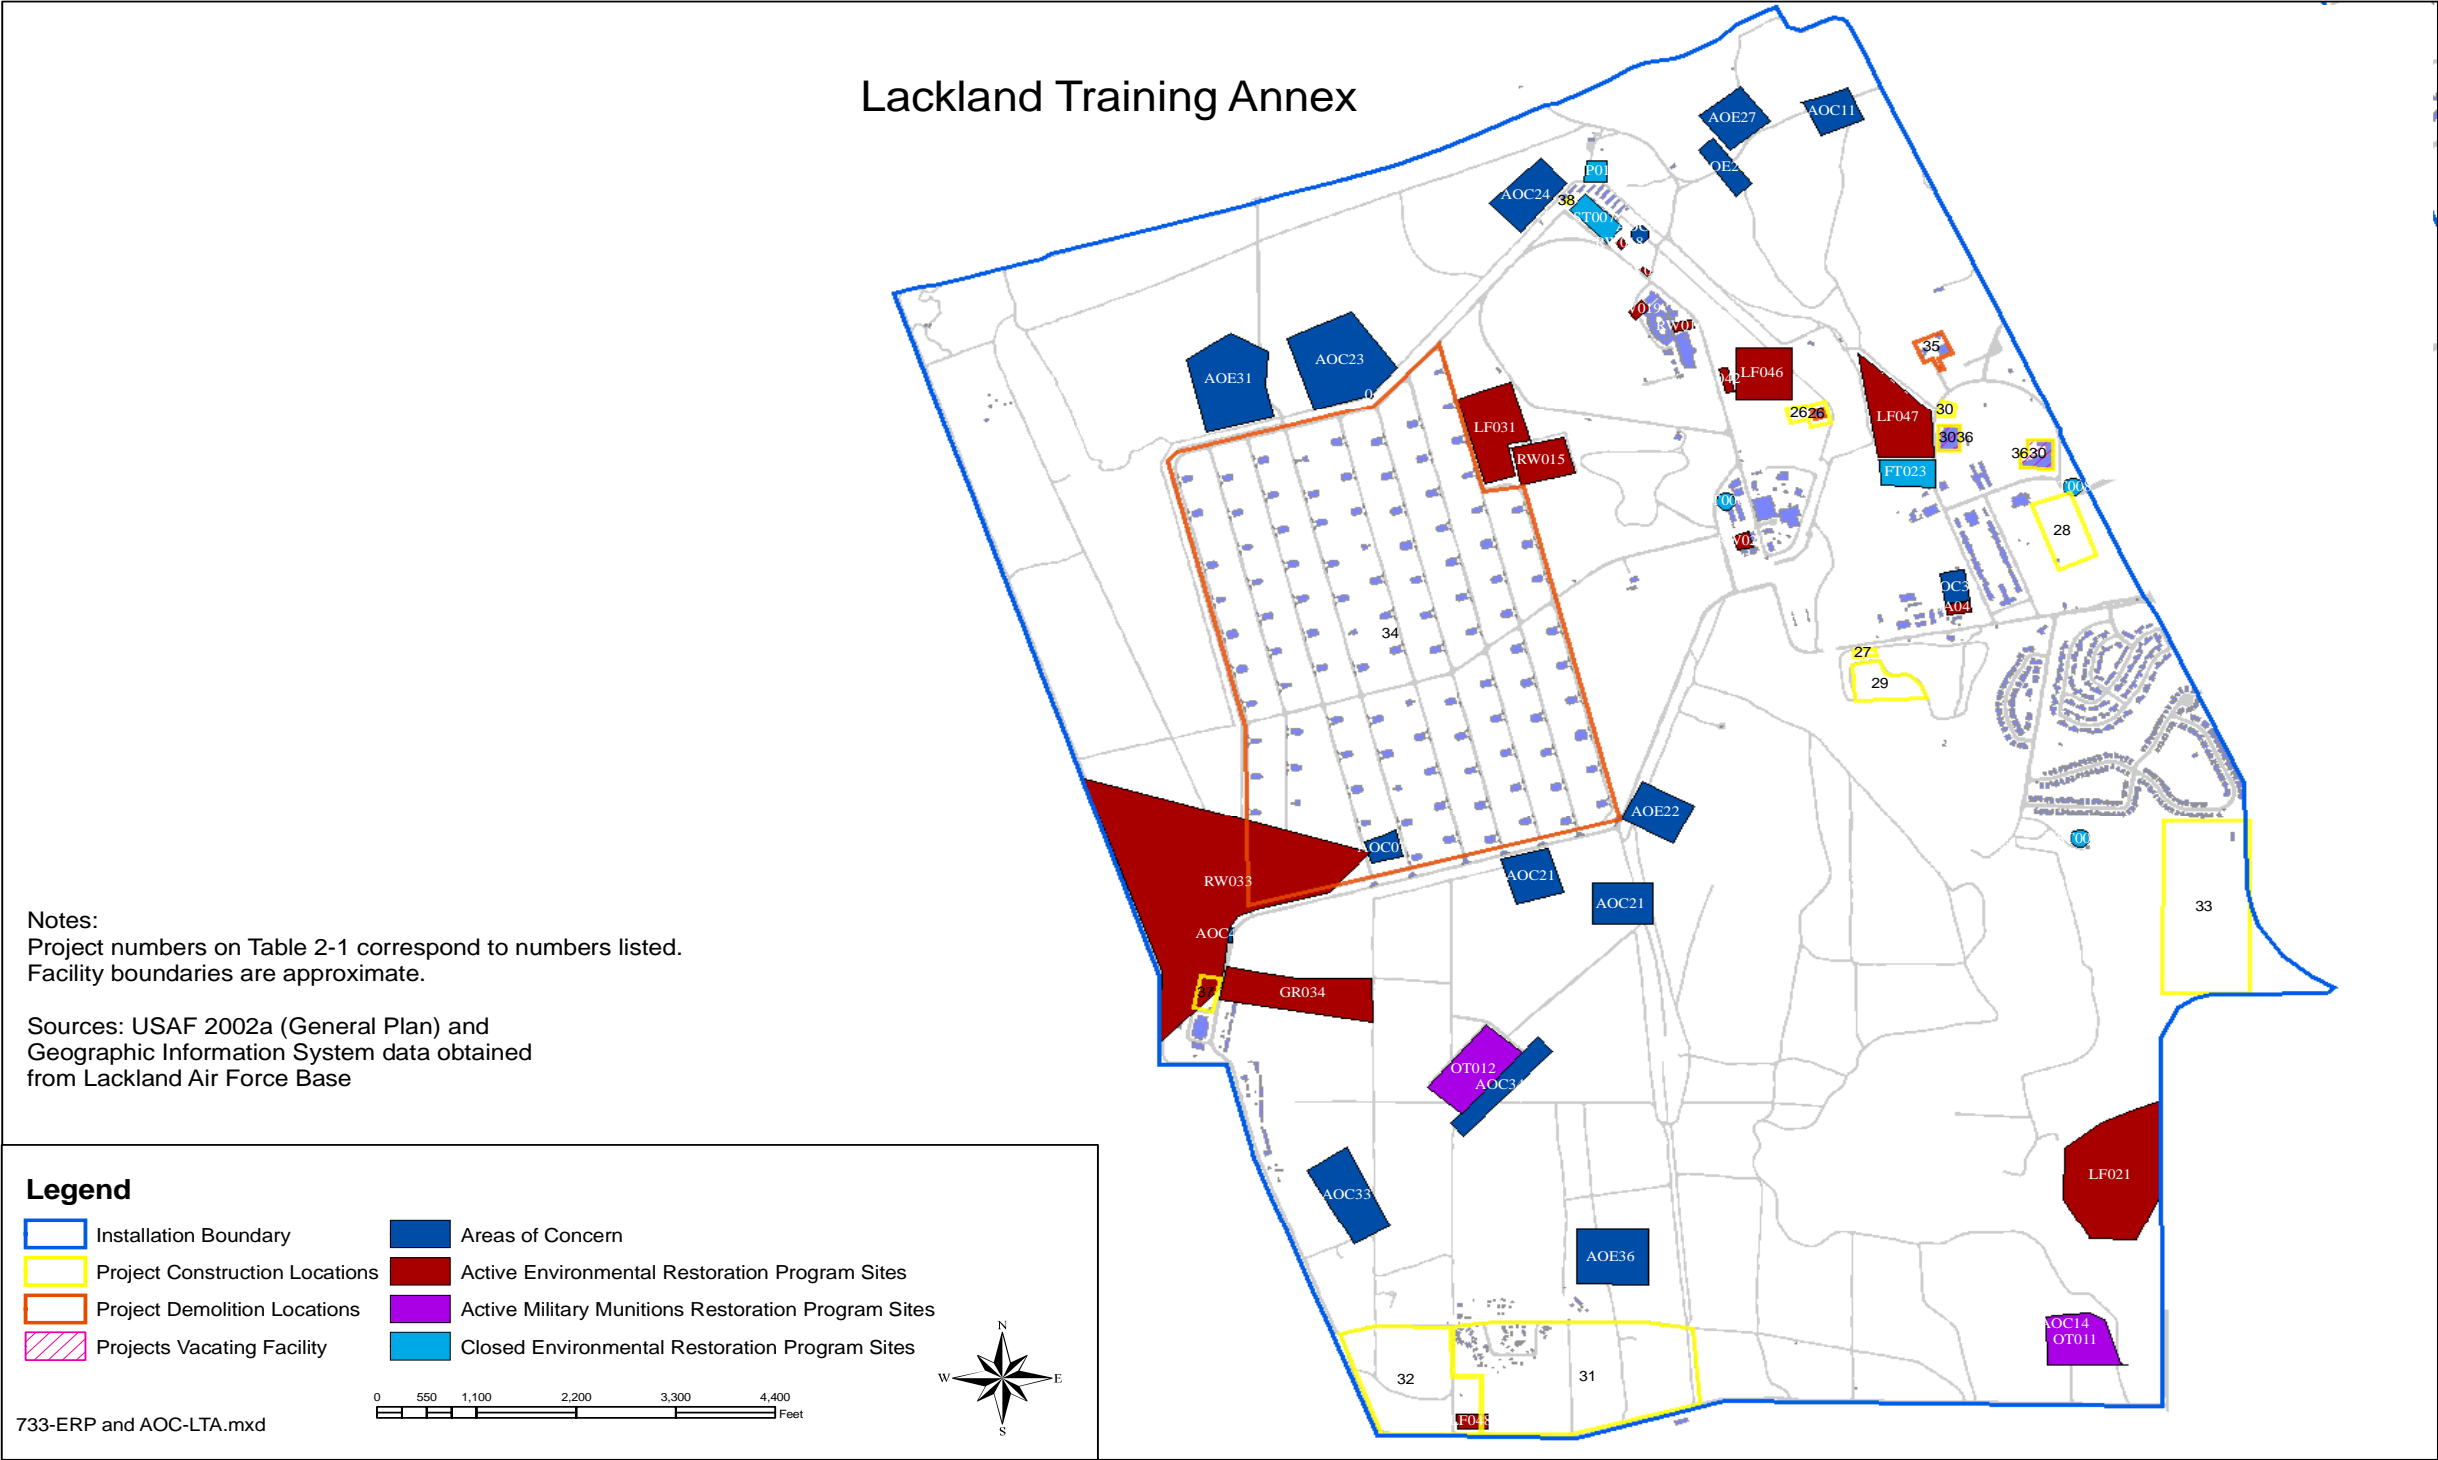 Lackland Training Annex
AOE27
AOC11
AOC24
38
ST007
AOE31
AOC23
LF031
RW015
LF046
2626
LF047
35
30
3036
3630
FT023
28
34
27
29
AOE22
AOC21
AOC21
RW033
33
37
GR034
OT012
AOC34
AOC33
AOE36
LF021
AOC14
OT011
32
31
LF048
Notes:
Project numbers on Table 2-1 correspond to numbers listed.
Facility boundaries are approximate.
Sources: USAF 2002a (General Plan) and
Geographic Information System data obtained
from Lackland Air Force Base
Legend
Installation Boundary
Project Construction Locations
Project Demolition Locations
Projects Vacating Facility
Areas of Concern
Active Environmental Restoration Program Sites
Active Military Munitions Restoration Program Sites
Closed Environmental Restoration Program Sites
0 550 1,100 2,200 3,300 4,400
Feet
N
W E
S
733-ERP and AOC-LTA.mxd